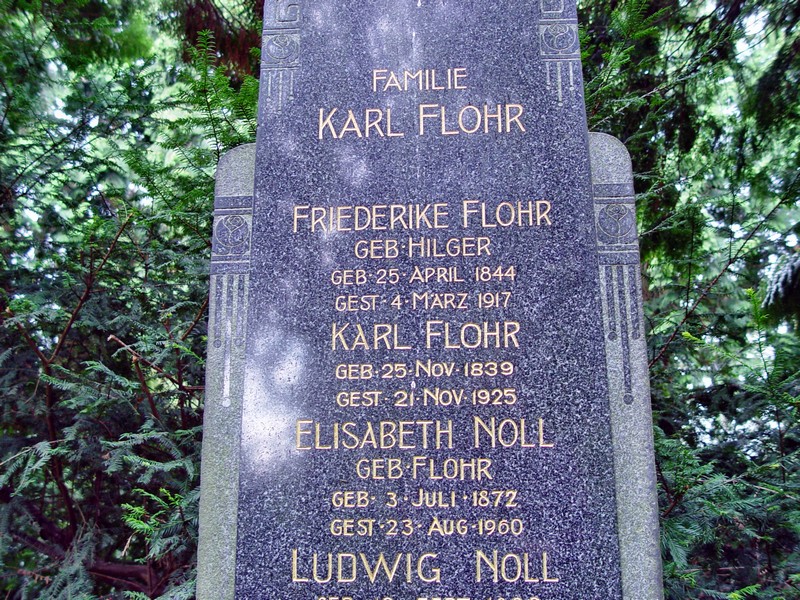 FAMILIE
KARL FLOHR
FRIEDERIKE FLOHR
GEB·HILGER
GEB·25·APRIL·1844
GEST·4·MÄRZ 1917
KARL FLOHR
GEB·25·NOV·1839
GEST·21·NOV·1925
ELISABETH NOLL
GEB·FLOHR
GEB· 3·JULI·1872
GEST·23·AUG·1960
LUDWIG NOLL